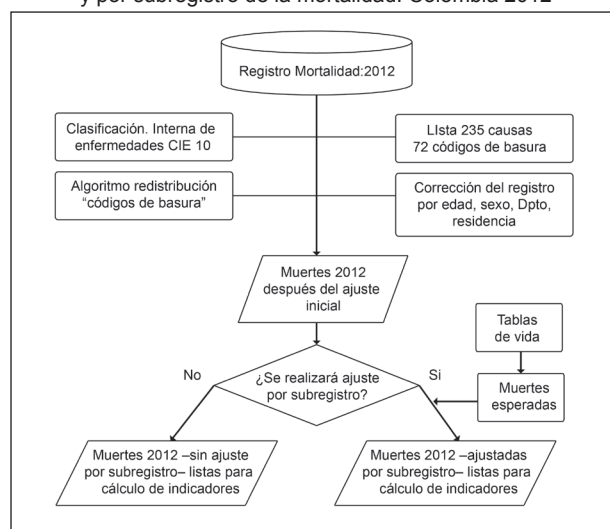 y por subregistro de la mortalidad. Colombia 2012
Registro Mortalidad:2012
Clasificación. Interna de
enfermedades CIE 10
LIsta 235 causas
72 códigos de basura
Algoritmo redistribución
“códigos de basura”
Corrección del registro
por edad, sexo, Dpto,
residencia
Muertes 2012
después del ajuste
inicial
Tablas
de vida
No
¿Se realizará ajuste
por subregistro?
Si
Muertes
esperadas
Muertes 2012 –sin ajuste
por subregistro– listas para
cálculo de indicadores
Muertes 2012 –ajustadas
por subregistro– listas para
cálculo de indicadores